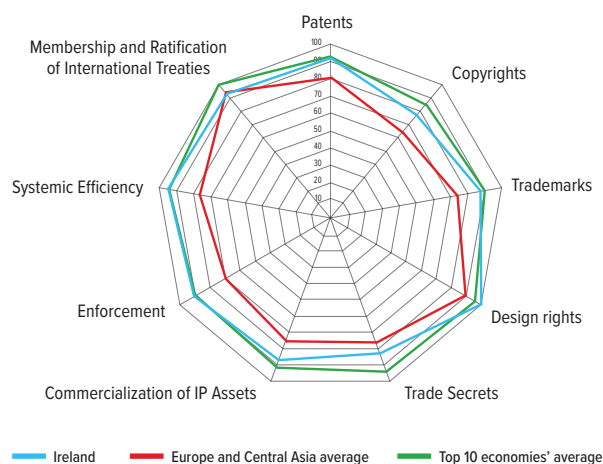 Patents
Membership and Ratification
of International Treaties
Copyrights
100
90
80
70
60
50
40
30
20
10
Systemic Efficiency
Trademarks
Enforcement
Design rights
Commercialization of IP Assets
Trade Secrets
Ireland
Europe and Central Asia average
Top 10 economies’ average